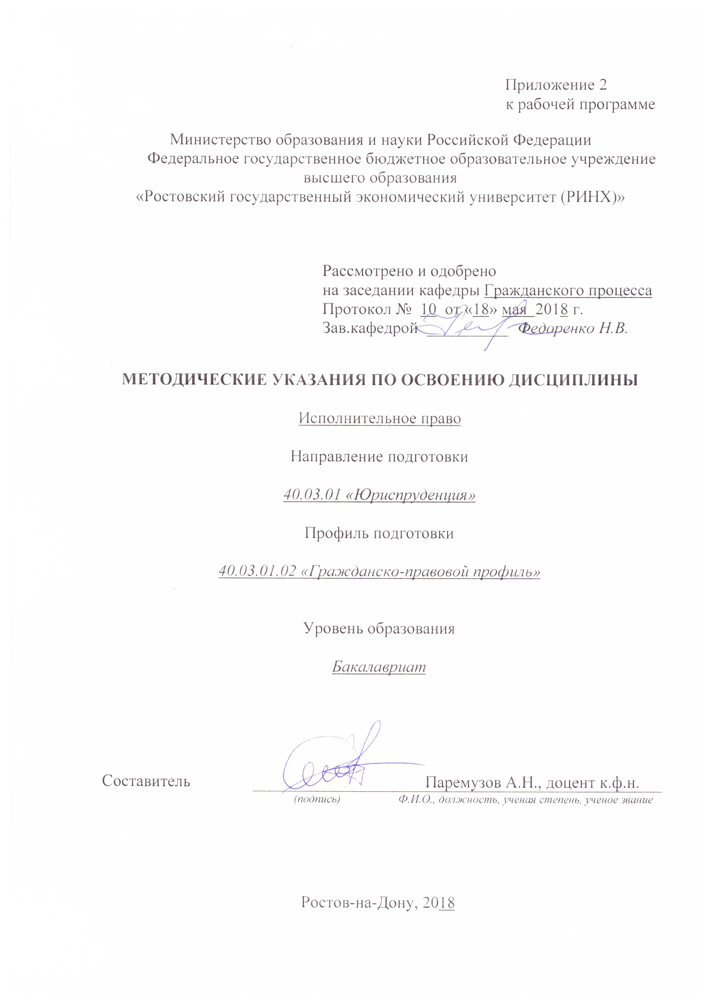 Приложение 2
к рабочей программе
Министерство образования и науки Российской Федерации
Федеральное государственное бюджетное образовательное учреждение
высшего образования
«Ростовский государственный экономический университет (РИНХ)»
Рассмотрено и одобрено
на заседании кафедры Гражданского процесса
Протокол № 10 от «18» мая 2018 г.
Зав.кафедрой Федоренко Н.В.
МЕТОДИЧЕСКИЕ УКАЗАНИЯ ПО ОСВОЕНИЮ ДИСЦИПЛИНЫ
Исполнительное право
Направление подготовки
40.03.01 «Юриспруденция»
Профиль подготовки
40.03.01.02 «Гражданско-правовой профиль»
Уровень образования
Бакалавриат
Составитель Паремузов А.Н., доцент к.ф.н.
(подпись) Ф.И.О., должность, ученая степень, ученое звание
Ростов-на-Дону, 2018